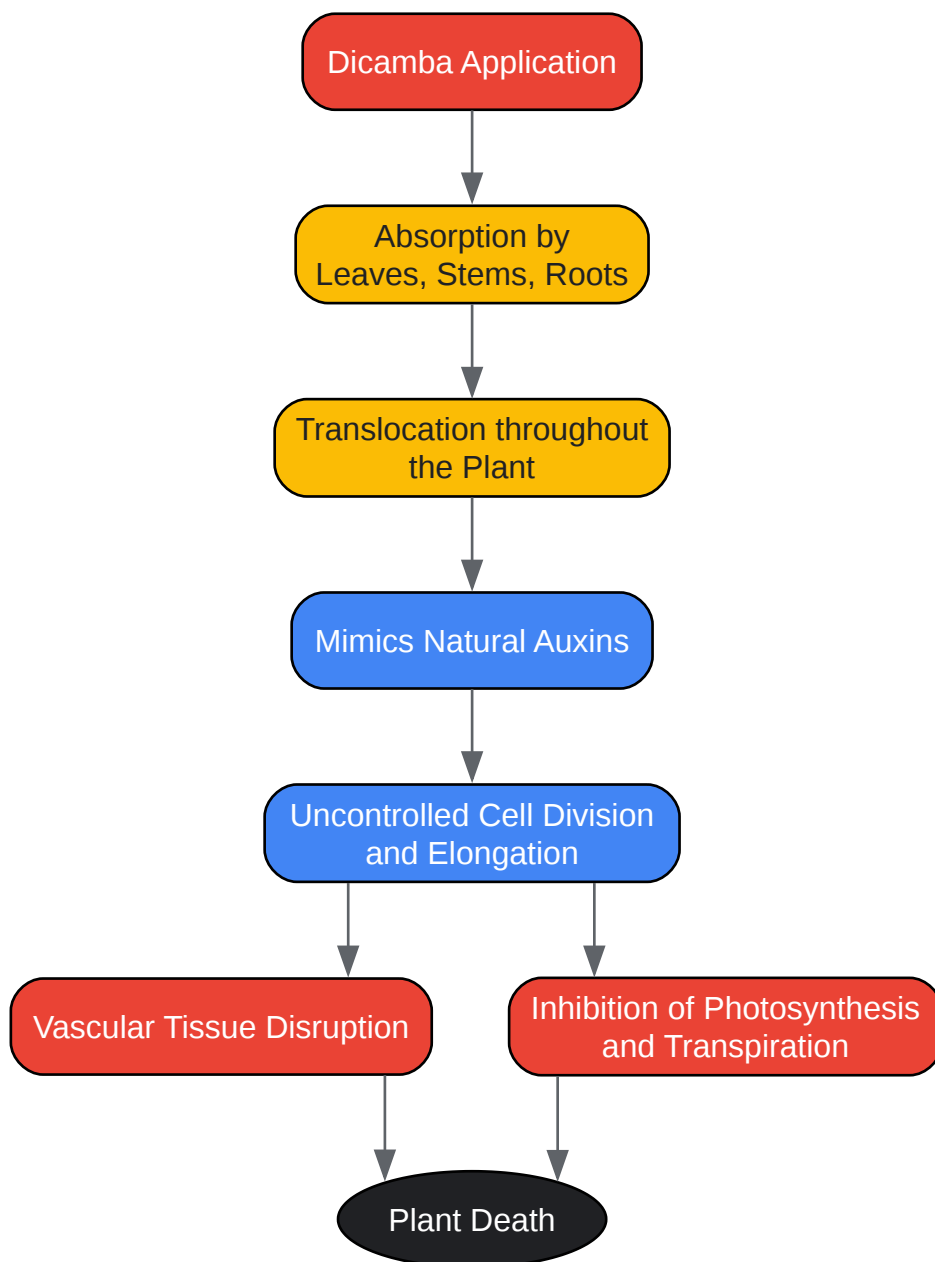 Dicamba Application
Absorption by
Leaves, Stems, Roots
Translocation throughout
the Plant
Mimics Natural Auxins
Uncontrolled Cell Division
and Elongation
Vascular Tissue Disruption
Inhibition of Photosynthesis
and Transpiration
Plant Death